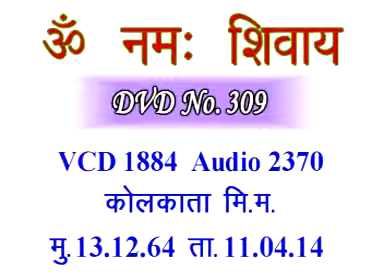 ॐ नमः शिवाय
DVD No. 309
VCD 1884 Audio 2370
कोलकाता मि.म.
मु.13.12.64 ता.11.04.14